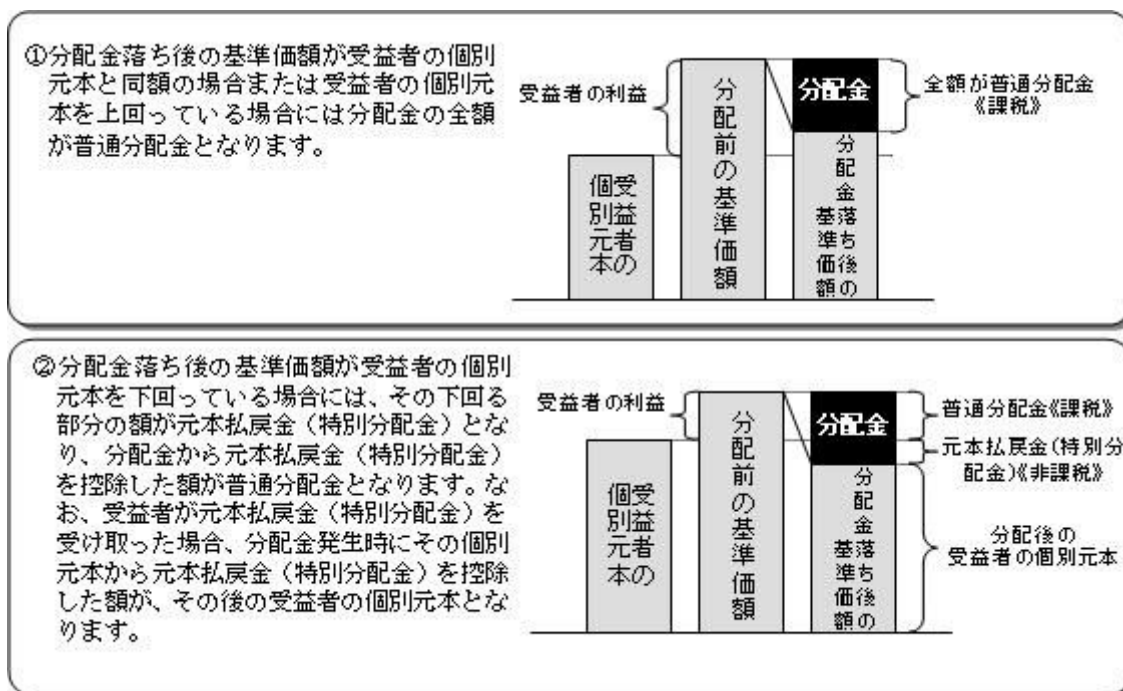 ①分配金落ち後の基準価額が受益者の個別
元本と同額の場合または受益者の個別元
本を上回っている場合には分配金の全額
が普通分配金となります。
受益者の利益
個別元本
受益者の
分配前の基準価額
分配金
分配金落ち後の
基準価額
全額が普通分配金
《課税》
②分配金落ち後の基準価額が受益者の個別
元本を下回っている場合には、その下回る
部分の額が元本払戻金（特別分配金）とな
り、分配金から元本払戻金（特別分配金）
を控除した額が普通分配金となります。な
お、受益者が元本払戻金（特別分配金）を
受け取った場合、分配金発生時にその個別
元本から元本払戻金（特別分配金）を控除
した額が、その後の受益者の個別元本とな
ります。
受益者の利益
受益者の
個別元本
分配前の基準価額
分配金
分配金落ち後の
基準価額
普通分配金《課税》
元本払戻金(特別分
配金)《非課税》
分配後の
受益者の個別元本